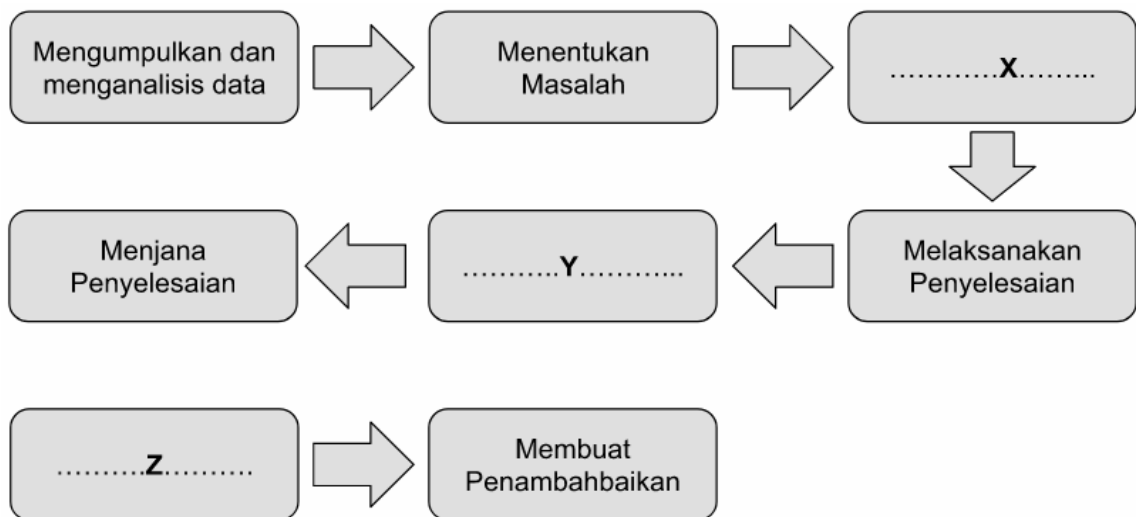 Mengumpulkan dan
menganalisis data
Menentukan
Masalah
…………X……...
Melaksanakan
Penyelesaian
………..Y………...
Menjana
Penyelesaian
……….Z……….
Membuat
Penambahbaikan